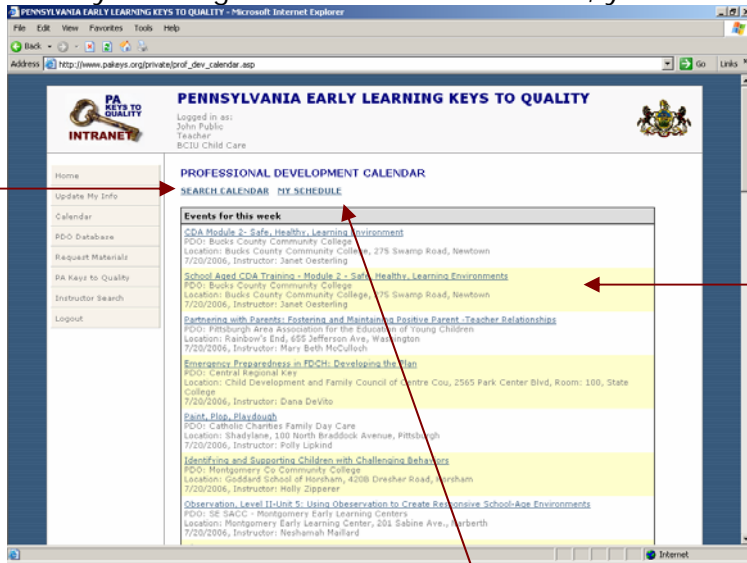 PENNSYLVANIA EARLY LEARNING KEYS TO QUALITY - Microsoft Internet Explorer
File Edit View Favorites Tools Help
Back
Address http://www.pakeys.org/private/prof_dev_calendar.asp Go Links
PA
KEYS TO
QUALITY
INTRANET
PENNSYLVANIA EARLY LEARNING KEYS TO QUALITY
Logged in as:
John Public
Teacher
BCIU Child Care
Home
Update My Info
Calendar
PDO Database
Request Materials
PA Keys to Quality
Instructor Search
Logout
PROFESSIONAL DEVELOPMENT CALENDAR
SEARCH CALENDAR MY SCHEDULE
Events for this week
CDA Module 2- Safe, Healthy, Learning Environment
PDO: Bucks County Community College
Location: Bucks County Community College, 275 Swamp Road, Newtown
7/20/2006, Instructor: Janet Oesterling
School Aged CDA Training - Module 2 - Safe, Healthy, Learning Environments
PDO: Bucks County Community College
Location: Bucks County Community College, 275 Swamp Road, Newtown
7/20/2006, Instructor: Janet Oesterling
Partnering with Parents: Fostering and Maintaining Positive Parent -Teacher Relationships
PDO: Pittsburgh Area Association for the Education of Young Children
Location: Rainbow's End, 655 Jefferson Ave, Washington
7/20/2006, Instructor: Mary Beth McCulloch
Emergency Preparedness in FDCH: Developing the Plan
PDO: Central Regional Key
Location: Child Development and Family Council of Centre Cou, 2565 Park Center Blvd, Room: 100, State
College
7/20/2006, Instructor: Dana DeVito
Paint, Plop, Playdough
PDO: Catholic Charities Family Day Care
Location: Shadylane, 100 North Braddock Avenue, Pittsburgh
7/20/2006, Instructor: Polly Lipkind
Identifying and Supporting Children with Challenging Behaviors
PDO: Montgomery Co Community College
Location: Goddard School of Horsham, 420B Dresher Road, Horsham
7/20/2006, Instructor: Holly Zipperer
Observation, Level II-Unit 5: Using Obeservation to Create Responsive School-Age Environments
PDO: SE SACC - Montgomery Early Learning Centers
Location: Montgomery Early Learning Center, 201 Sabine Ave., Narberth
7/20/2006, Instructor: Neshamah Maillard
Internet